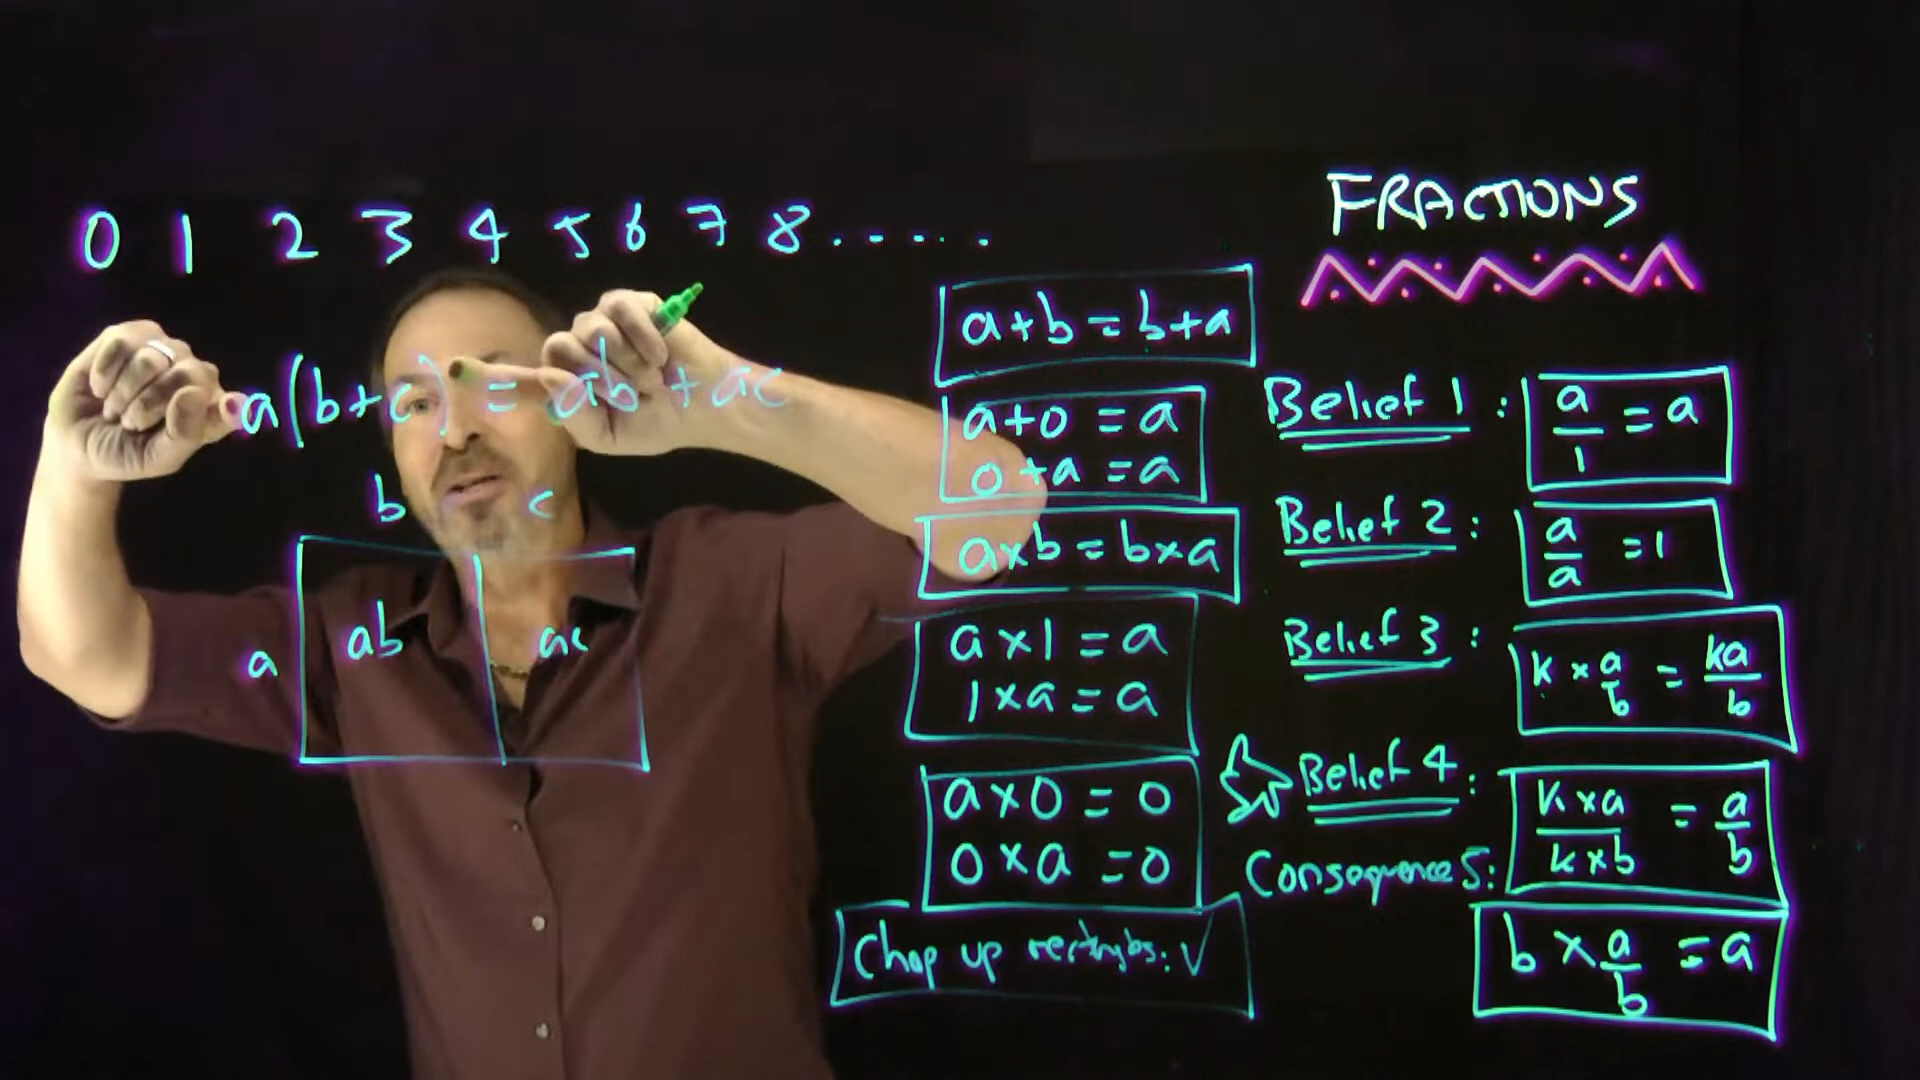 0 1 2 3 4 5 6 7 8 . . . . .
a(b+c) = ab + ac
b c
a
ab ac
a+b = b+a
a+0 = a
0+a = a
a×b = b×a
a×1 = a
1×a = a
a×0 = 0
0×a = 0
Chop up : √
FRACTIONS
Belief 1 : a/1 = a
Belief 2 : a/a = 1
Belief 3 : k × a/b = ka/b
Belief 4 : k×a/k×b = a/b
Consequence 5: b × a/b = a